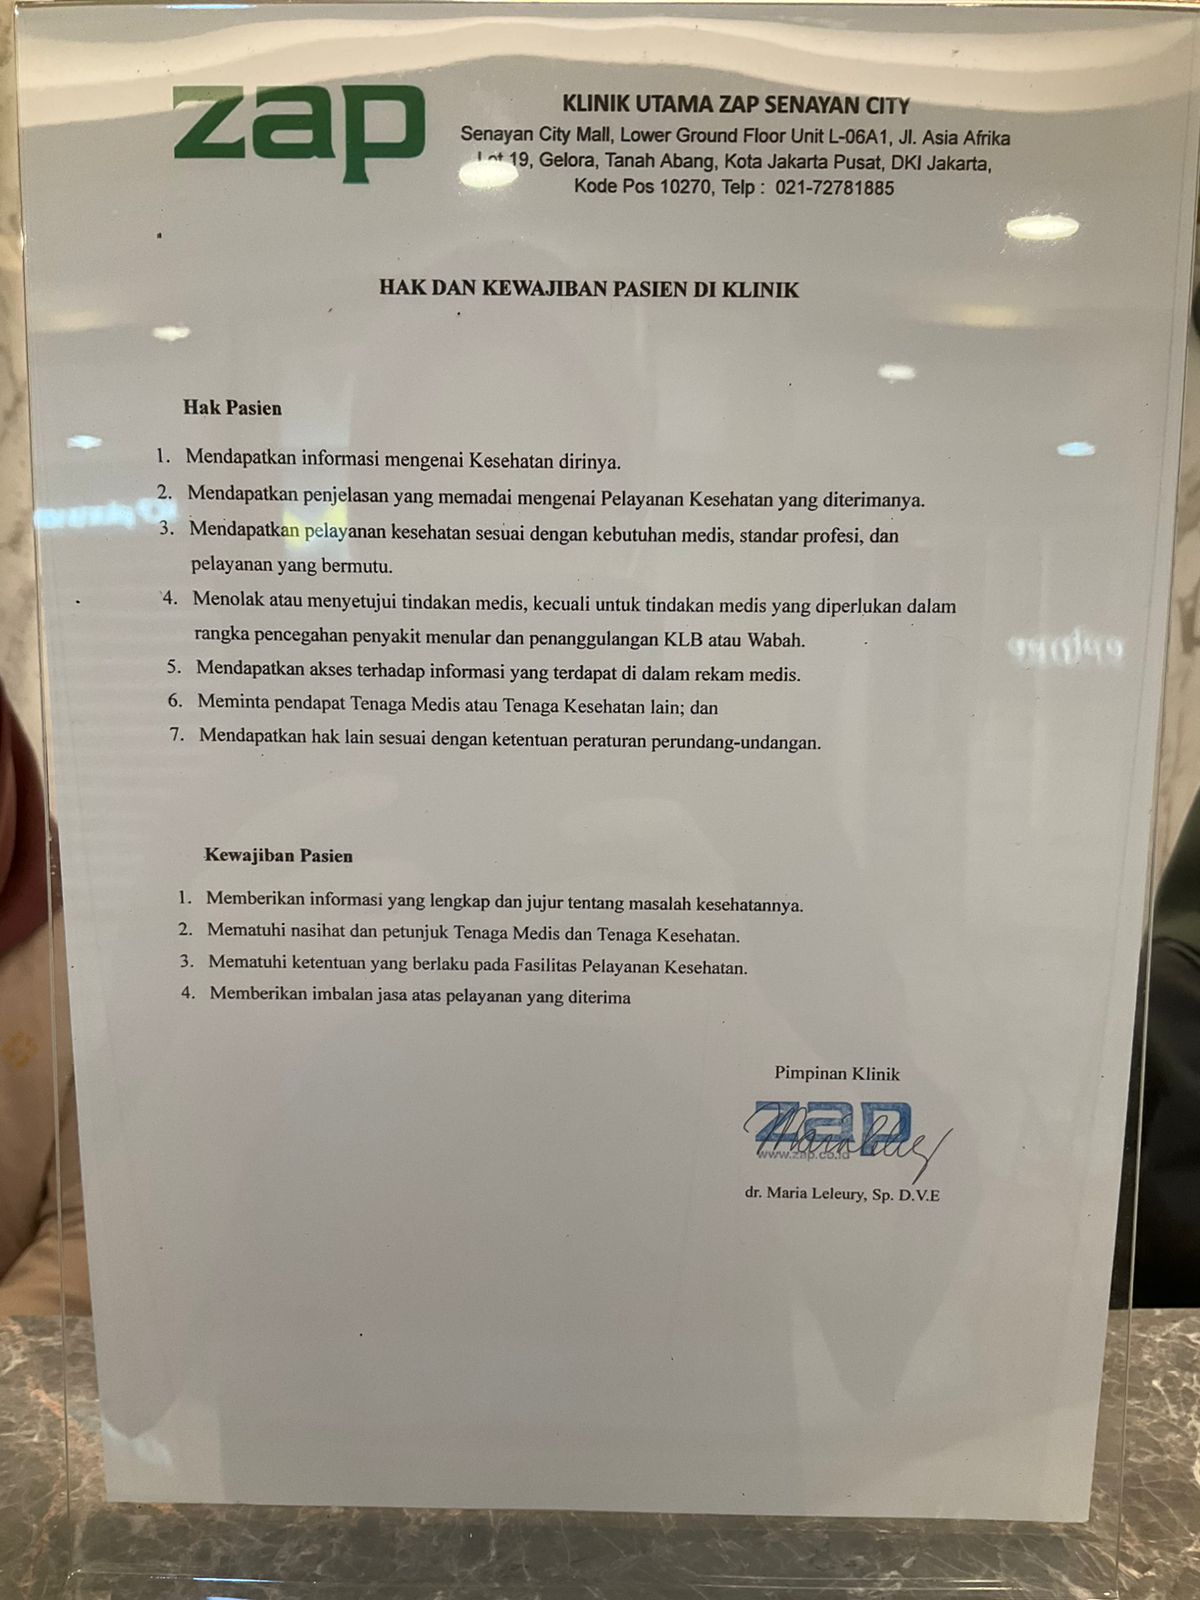 zap
KLINIK UTAMA ZAP SENAYAN CITY
Senayan City Mall, Lower Ground Floor Unit L-06A1, Jl. Asia Afrika
Lot 19, Gelora, Tanah Abang, Kota Jakarta Pusat, DKI Jakarta,
Kode Pos 10270, Telp : 021-72781885
HAK DAN KEWAJIBAN PASIEN DI KLINIK
Hak Pasien
1. Mendapatkan informasi mengenai Kesehatan dirinya.
2. Mendapatkan penjelasan yang memadai mengenai Pelayanan Kesehatan yang diterimanya.
3. Mendapatkan pelayanan kesehatan sesuai dengan kebutuhan medis, standar profesi, dan
pelayanan yang bermutu.
4. Menolak atau menyetujui tindakan medis, kecuali untuk tindakan medis yang diperlukan dalam
rangka pencegahan penyakit menular dan penanggulangan KLB atau Wabah.
5. Mendapatkan akses terhadap informasi yang terdapat di dalam rekam medis.
6. Meminta pendapat Tenaga Medis atau Tenaga Kesehatan lain; dan
7. Mendapatkan hak lain sesuai dengan ketentuan peraturan perundang-undangan.
Kewajiban Pasien
1. Memberikan informasi yang lengkap dan jujur tentang masalah kesehatannya.
2. Mematuhi nasihat dan petunjuk Tenaga Medis dan Tenaga Kesehatan.
3. Mematuhi ketentuan yang berlaku pada Fasilitas Pelayanan Kesehatan.
4. Memberikan imbalan jasa atas pelayanan yang diterima
Pimpinan Klinik
zap
www.zap.co.id
dr. Maria Leleury, Sp. D.V.E